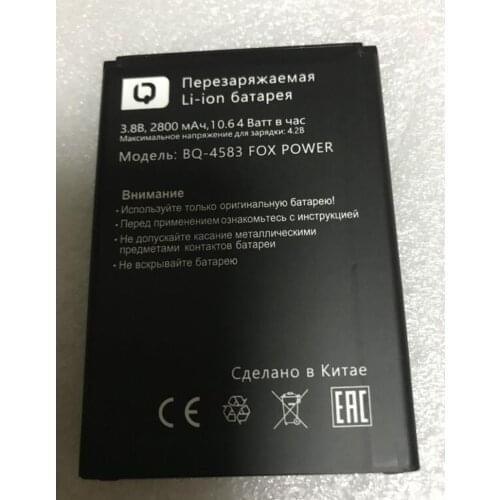 Перезаряжаемая
Li-ion батарея
3.8В, 2800 мАч, 10.64 Ватт в час
Максимальное напряжение для зарядки: 4.2В
Модель: BQ-4583 FOX POWER
Внимание
• Используйте только оригинальную батарею!
• Перед применением ознакомьтесь с инструкцией
• Не допускайте касание металлическими
предметами контактов батареи
• Не вскрывайте батарею
Сделано в Китае
CE
EAC